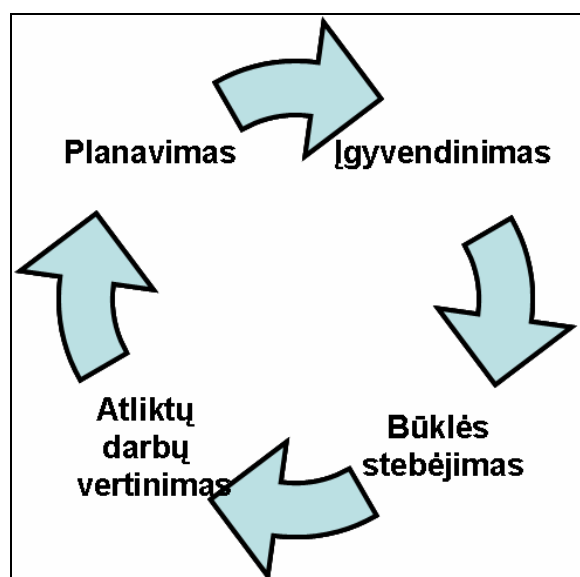 Planavimas
Įgyvendinimas
Būklės
stebėjimas
Atliktų
darbų
vertinimas